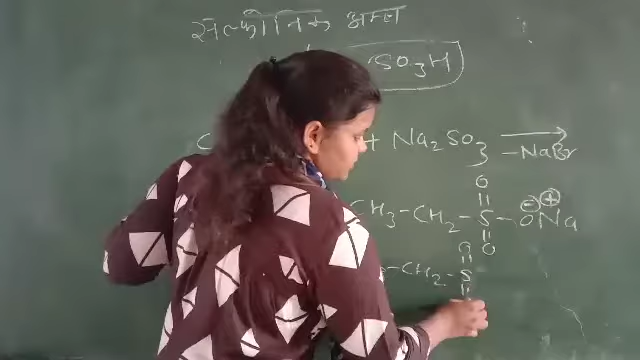 सल्फोनिक अम्ल
SO₃H
C + Na₂SO₃ ⟶
−NaBr
O
||
CH₃−CH₂−S−O⊖Na⊕
||
O
O
||
−CH₂−S
||